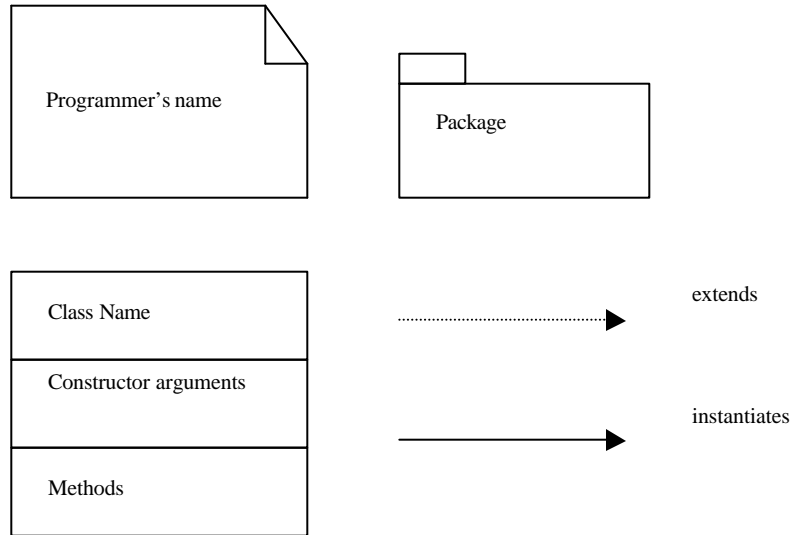 Programmer’s name
Package
Class Name
extends
Constructor arguments
instantiates
Methods